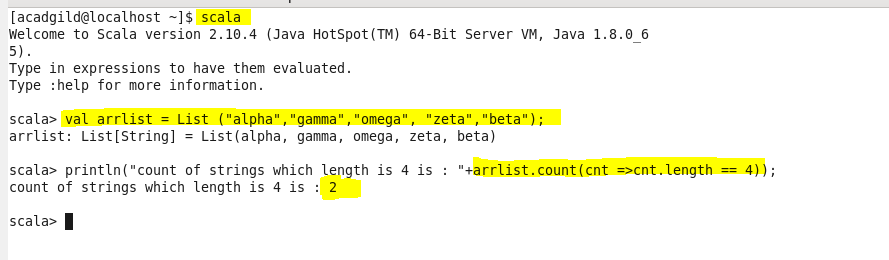 [acadgild@localhost ~]$ scala
Welcome to Scala version 2.10.4 (Java HotSpot(TM) 64-Bit Server VM, Java 1.8.0_6
5).
Type in expressions to have them evaluated.
Type :help for more information.
scala> val arrlist = List ("alpha","gamma","omega", "zeta","beta");
arrlist: List[String] = List(alpha, gamma, omega, zeta, beta)
scala> println("count of strings which length is 4 is : "+arrlist.count(cnt =>cnt.length == 4));
count of strings which length is 4 is : 2
scala>